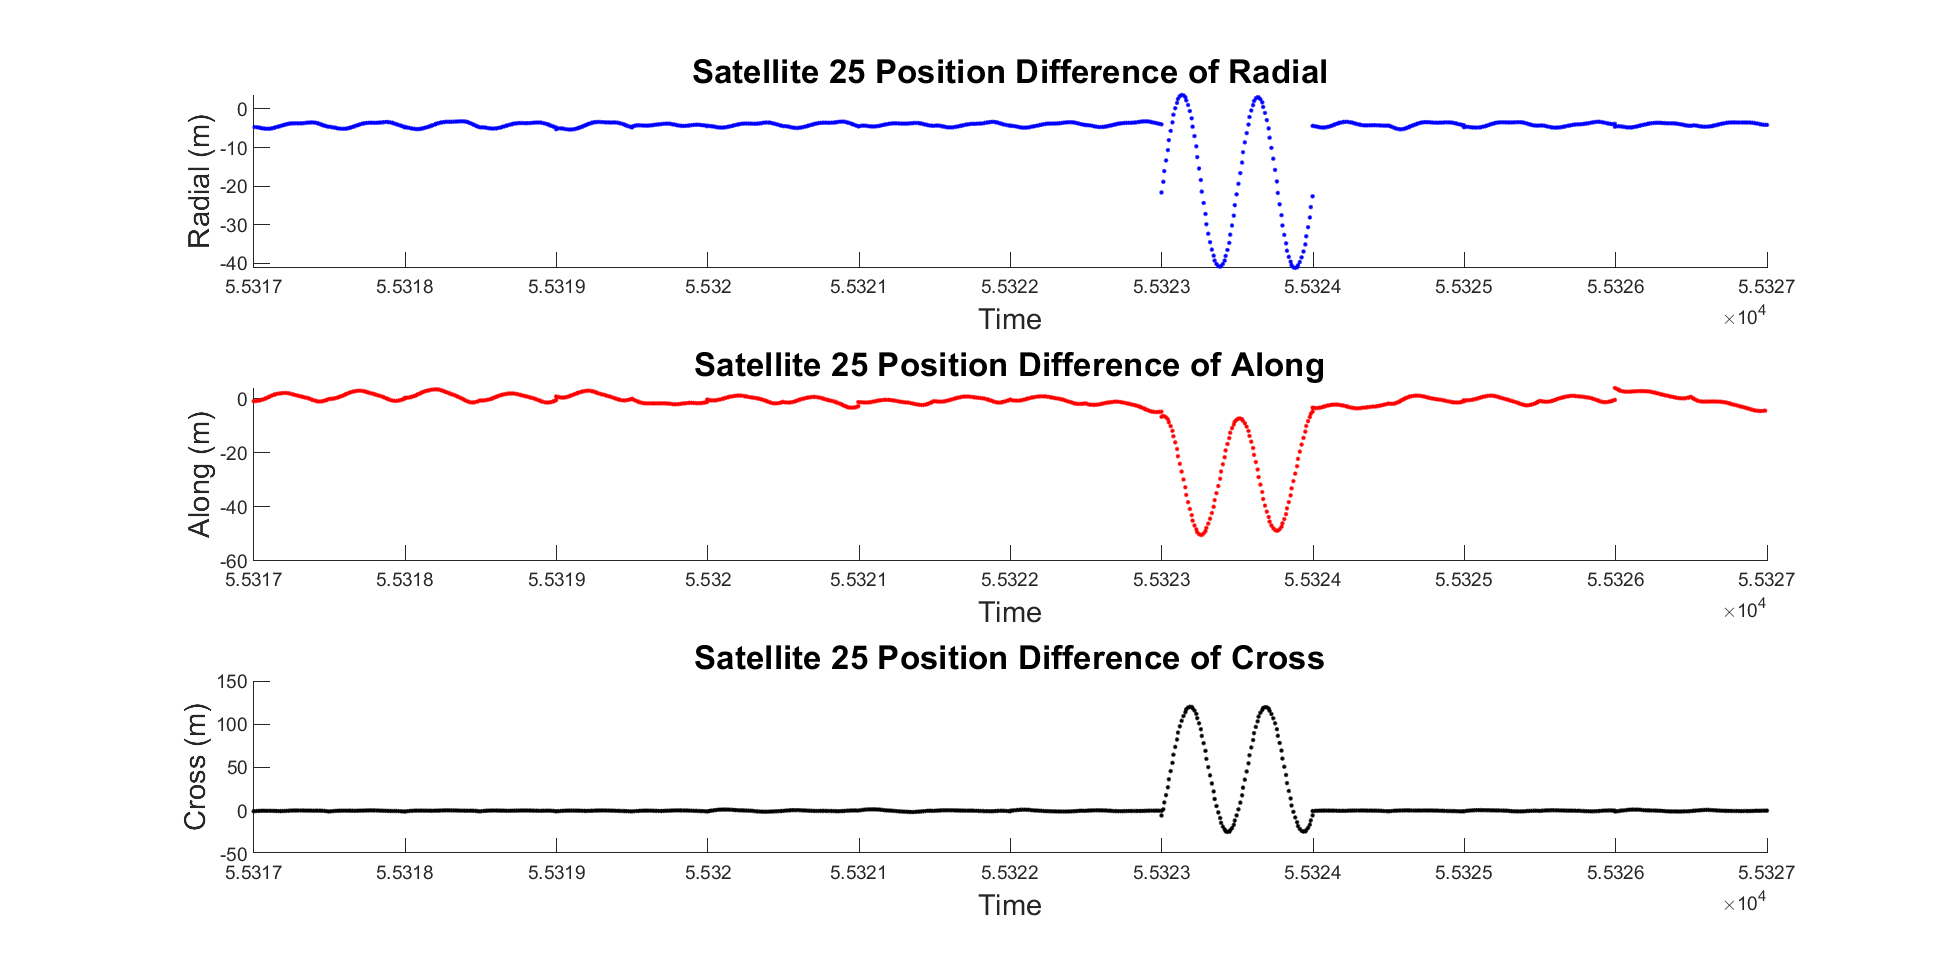 Satellite 25 Position Difference of Radial
Radial (m)
0
-10
-20
-30
-40
5.5317 5.5318 5.5319 5.532 5.5321 5.5322 5.5323 5.5324 5.5325 5.5326 5.5327
Time
×10⁴
Satellite 25 Position Difference of Along
Along (m)
0
-20
-40
-60
5.5317 5.5318 5.5319 5.532 5.5321 5.5322 5.5323 5.5324 5.5325 5.5326 5.5327
Time
×10⁴
Satellite 25 Position Difference of Cross
Cross (m)
150
100
50
0
-50
5.5317 5.5318 5.5319 5.532 5.5321 5.5322 5.5323 5.5324 5.5325 5.5326 5.5327
Time
×10⁴